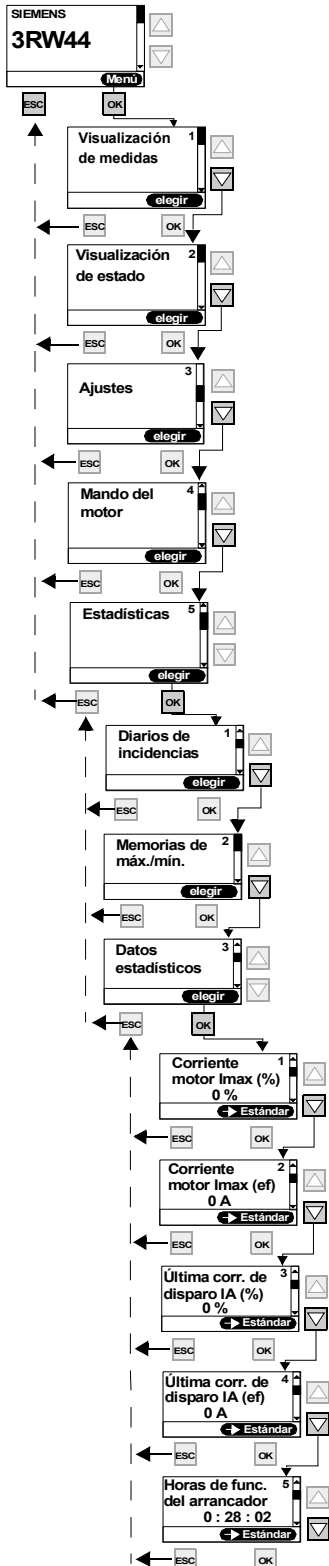 SIEMENS
3RW44
Menú
ESC
OK
Visualización 1
de medidas
elegir
ESC
OK
Visualización 2
de estado
elegir
ESC
OK
3
Ajustes
elegir
ESC
OK
Mando del 4
motor
elegir
ESC
OK
Estadísticas 5
elegir
ESC
OK
Diarios de 1
incidencias
elegir
ESC
OK
Memorias de 2
máx./mín.
elegir
ESC
OK
Datos 3
estadísticos
elegir
ESC
OK
Corriente 1
motor Imax (%)
0 %
Estándar
ESC
OK
Corriente 2
motor Imax (ef)
0 A
Estándar
ESC
OK
Última corr. de 3
disparo IA (%)
0 %
Estándar
ESC
OK
Última corr. de 4
disparo IA (ef)
0 A
Estándar
ESC
OK
Horas de func. 5
del arrancador
0 : 28 : 02
Estándar
ESC
OK